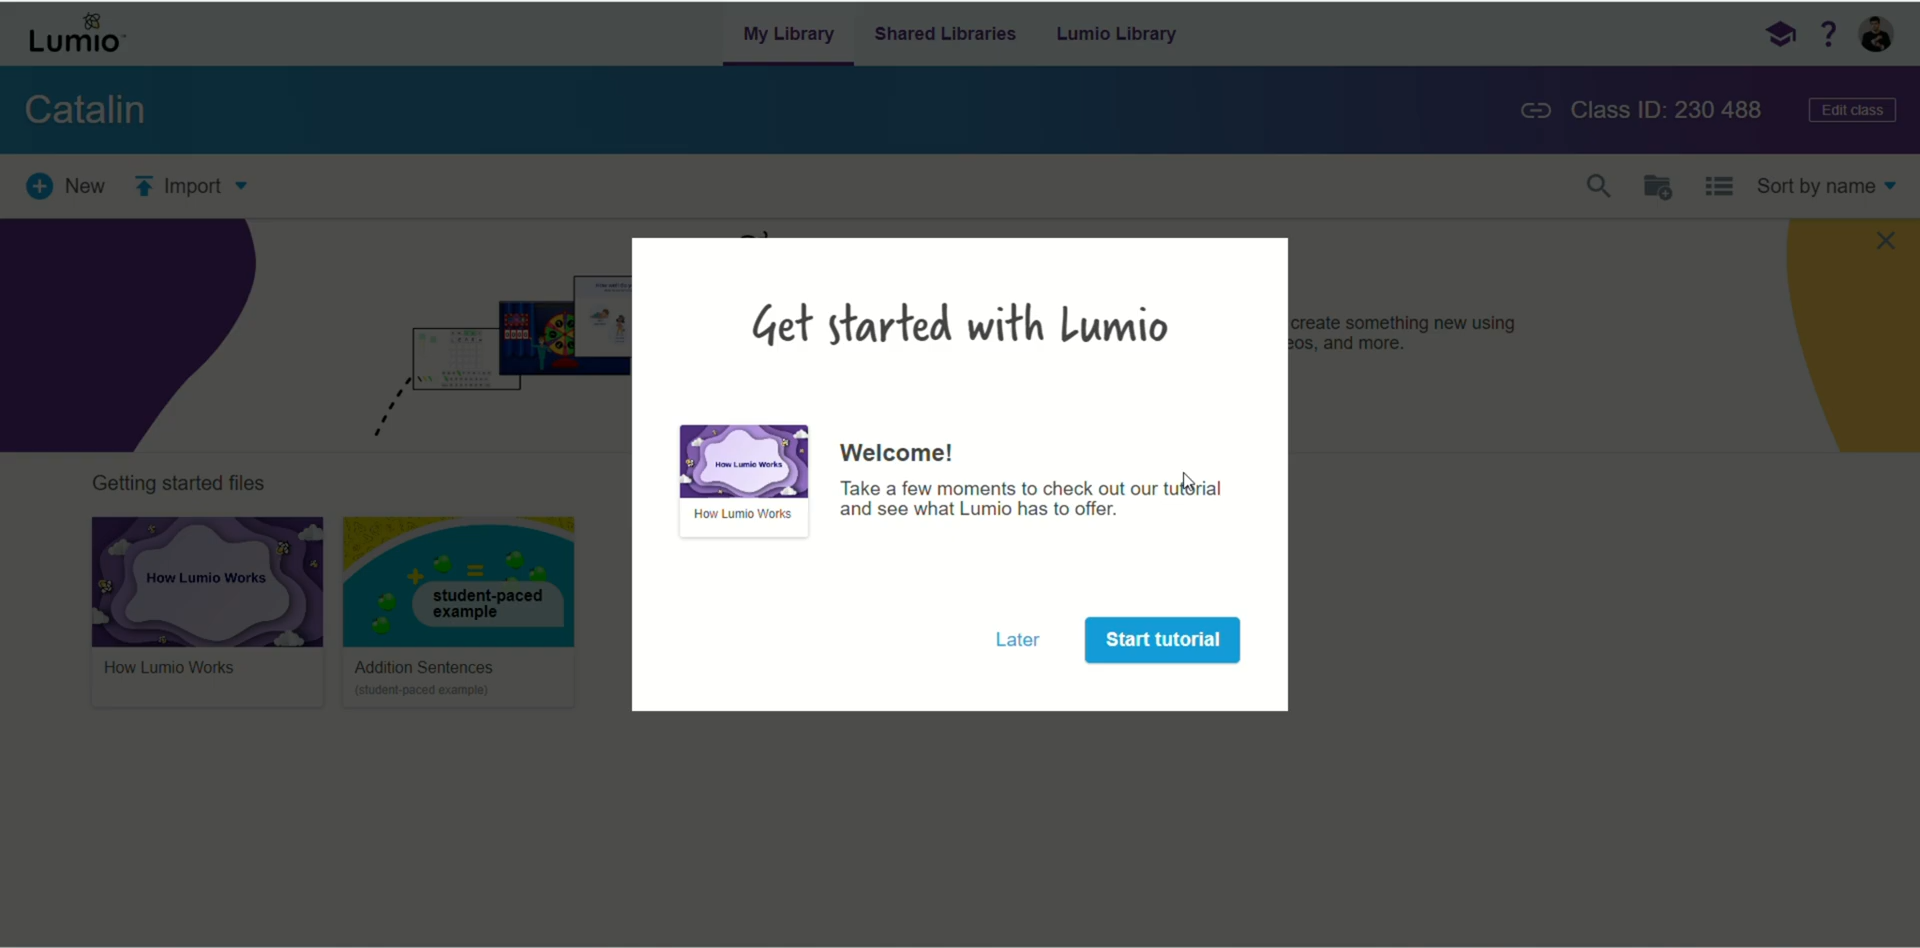 Lumio
My Library
Shared Libraries
Lumio Library
?
Catalin
Class ID: 230 488
Edit class
New
Import
Sort by name
create something new using
eos, and more.
Get started with Lumio
How Lumio Works
How Lumio Works
Welcome!
Take a few moments to check out our tutorial
and see what Lumio has to offer.
Later
Start tutorial
Getting started files
How Lumio Works
How Lumio Works
student-paced
example
Addition Sentences
(student-paced example)